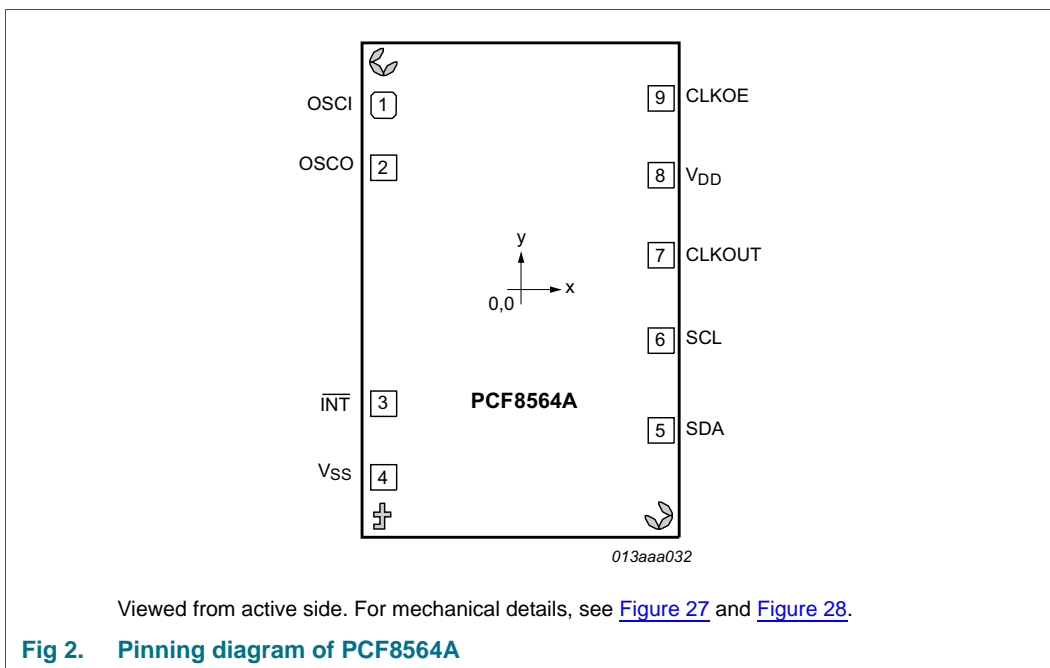 OSCI 1 9 CLKOE
OSCO 2 8 VDD
y
7 CLKOUT
x
0,0
6 SCL
INT 3 PCF8564A
5 SDA
VSS 4
013aaa032
Viewed from active side. For mechanical details, see Figure 27 and Figure 28.
Fig 2. Pinning diagram of PCF8564A